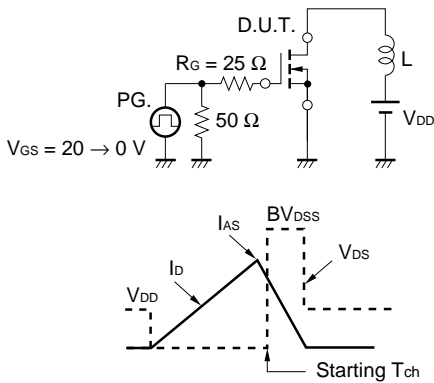 D.U.T.
RG = 25 Ω
PG.
50 Ω
L
VDD
VGS = 20 → 0 V
BVDSS
IAS
VDS
ID
VDD
Starting Tch